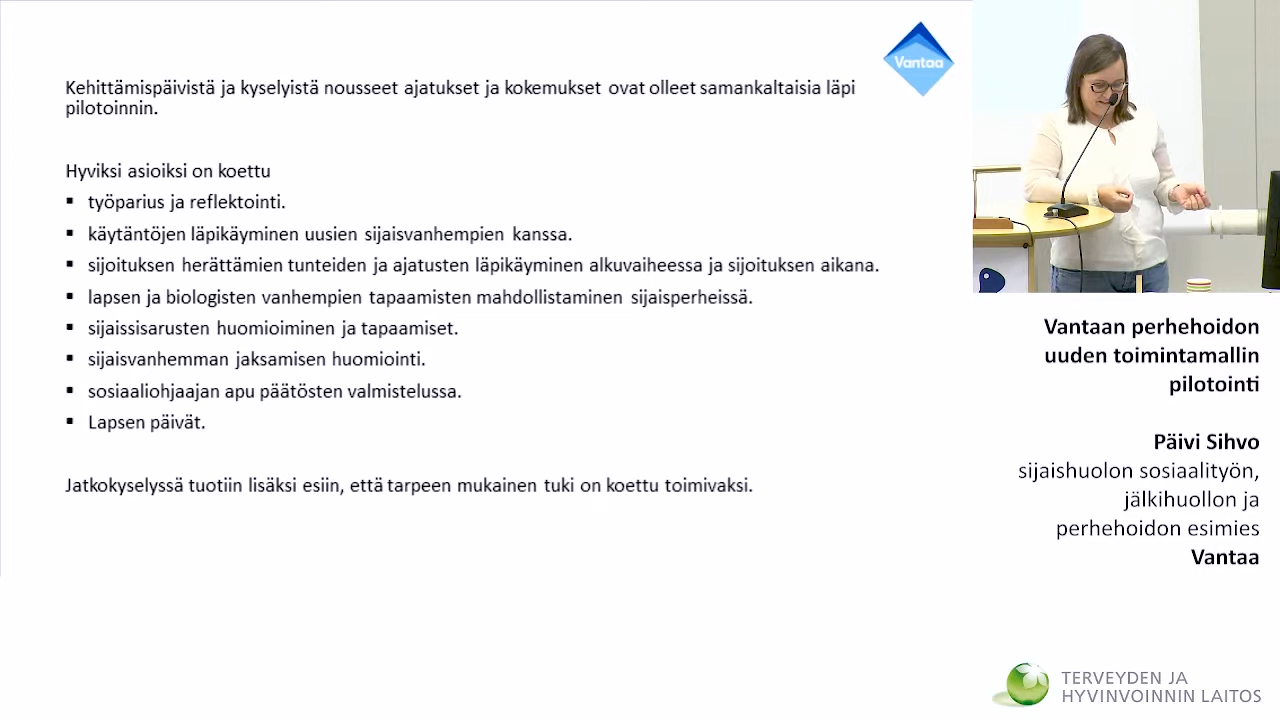 Vantaa
Kehittämispäivistä ja kyselyistä nousseet ajatukset ja kokemukset ovat olleet samankaltaisia läpi
pilotoinnin.
Hyviksi asioiksi on koettu
▪ työparius ja reflektointi.
▪ käytäntöjen läpikäyminen uusien sijaisvanhempien kanssa.
▪ sijoituksen herättämien tunteiden ja ajatusten läpikäyminen alkuvaiheessa ja sijoituksen aikana.
▪ lapsen ja biologisten vanhempien tapaamisten mahdollistaminen sijaisperheissä.
▪ sijaissisarusten huomioiminen ja tapaamiset.
▪ sijaisvanhemman jaksamisen huomiointi.
▪ sosiaaliohjaajan apu päätösten valmistelussa.
▪ Lapsen päivät.
Jatkokyselyssä tuotiin lisäksi esiin, että tarpeen mukainen tuki on koettu toimivaksi.
Vantaan perhehoidon
uuden toimintamallin
pilotointi
Päivi Sihvo
sijaishuolon sosiaalityön,
jälkihuollon ja
perhehoidon esimies
Vantaa
TERVEYDEN JA
HYVINVOINNIN LAITOS